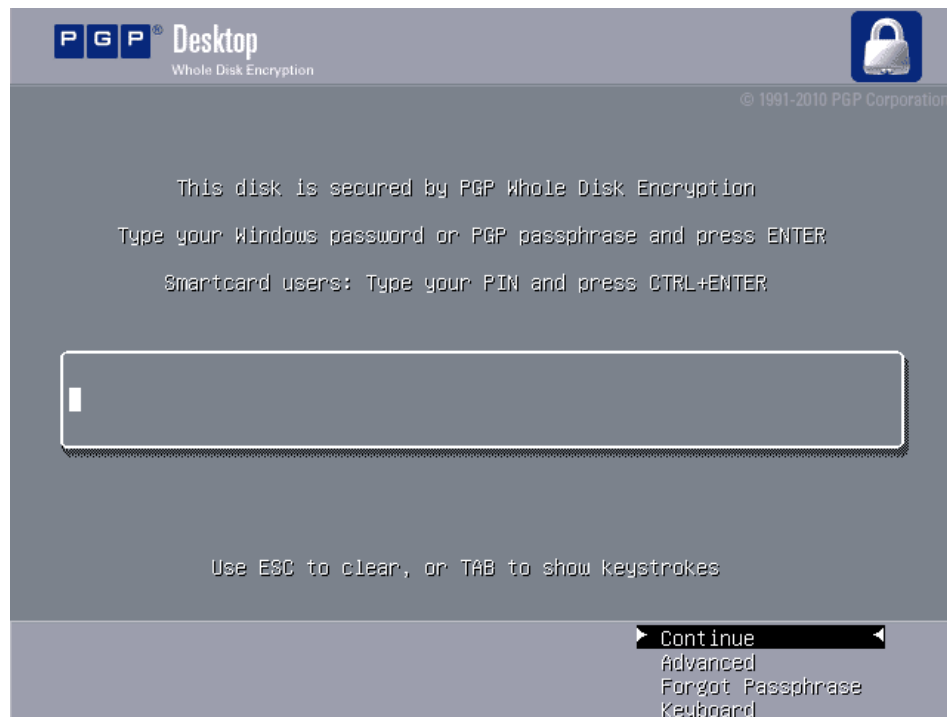 PGP® Desktop
Whole Disk Encryption
© 1991-2010 PGP Corporation
This disk is secured by PGP Whole Disk Encryption
Type your Windows password or PGP passphrase and press ENTER
Smartcard users: Type your PIN and press CTRL+ENTER
Use ESC to clear, or TAB to show keystrokes
Continue
Advanced
Forgot Passphrase
Keyboard